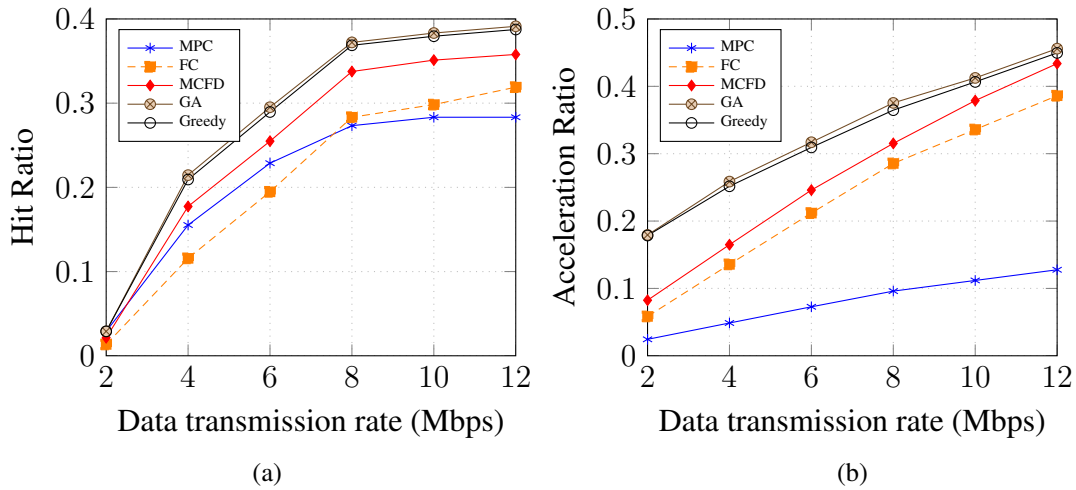 0.4
0.3
0.2
0.1
0
Hit Ratio
MPC
FC
MCFD
GA
Greedy
2 4 6 8 10 12
Data transmission rate (Mbps)
(a)
0.5
0.4
0.3
0.2
0.1
0
Acceleration Ratio
MPC
FC
MCFD
GA
Greedy
2 4 6 8 10 12
Data transmission rate (Mbps)
(b)